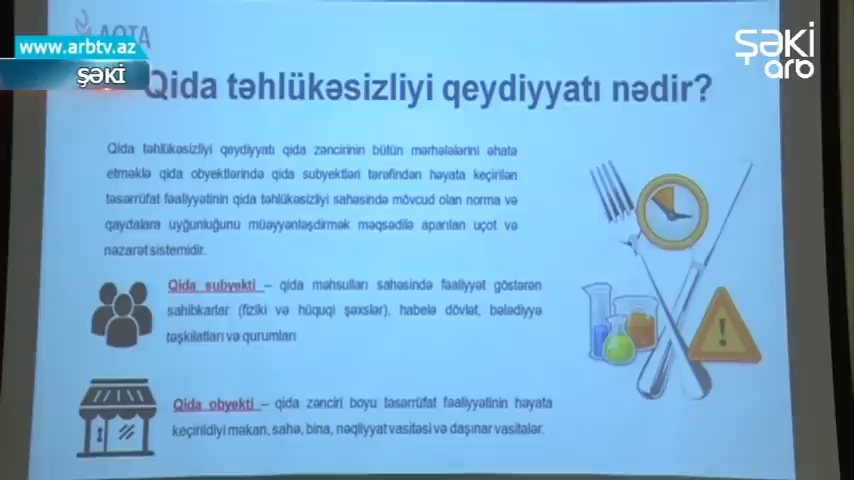 AQTA
www.arbtv.az
ŞƏKİ
ŞƏKİ
arb
Qida təhlükəsizliyi qeydiyyatı nədir?
Qida təhlükəsizliyi qeydiyyatı qida zəncirinin bütün mərhələlərini əhatə
etməklə qida obyektlərində qida subyektləri tərəfindən həyata keçirilən
təsərrüfat fəaliyyətinin qida təhlükəsizliyi sahəsində mövcud olan norma və
qaydalara uyğunluğunu müəyyənləşdirmək məqsədilə aparılan uçot və
nəzarət sistemidir.
Qida subyekti – qida məhsulları sahəsində fəaliyyət göstərən
sahibkarlar (fiziki və hüquqi şəxslər), habelə dövlət, bələdiyyə
təşkilatları və qurumları
Qida obyekti – qida zənciri boyu təsərrüfat fəaliyyətinin həyata
keçirildiyi məkan, sahə, bina, nəqliyyat vasitəsi və daşınar vasitələr.